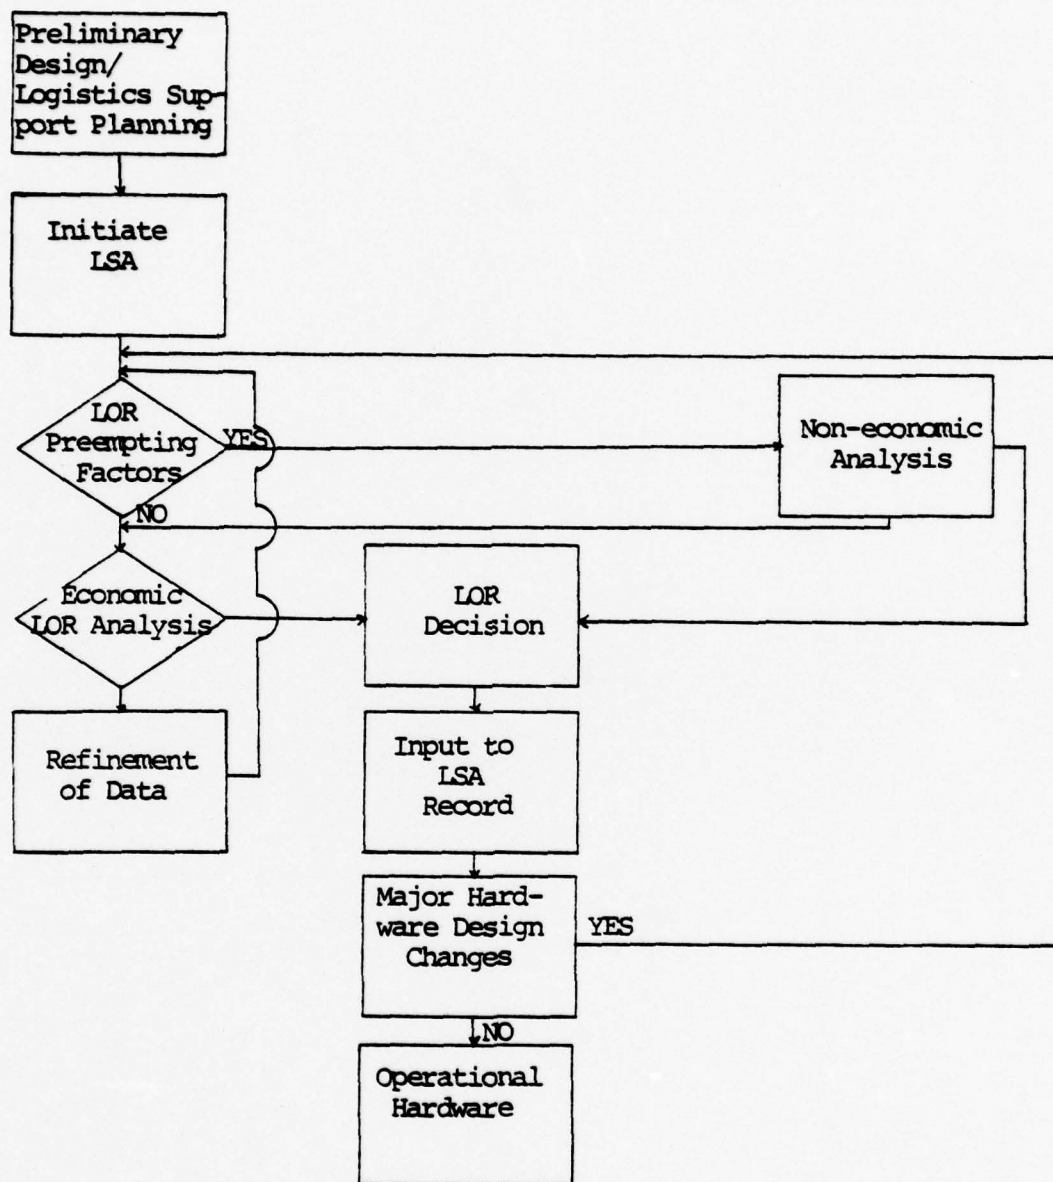 Preliminary
Design/
Logistics Sup-
port Planning
Initiate
LSA
LOR
Preempting
Factors
YES
Non-economic
Analysis
NO
Economic
LOR Analysis
LOR
Decision
Refinement
of Data
Input to
LSA
Record
Major Hard-
ware Design
Changes
YES
NO
Operational
Hardware